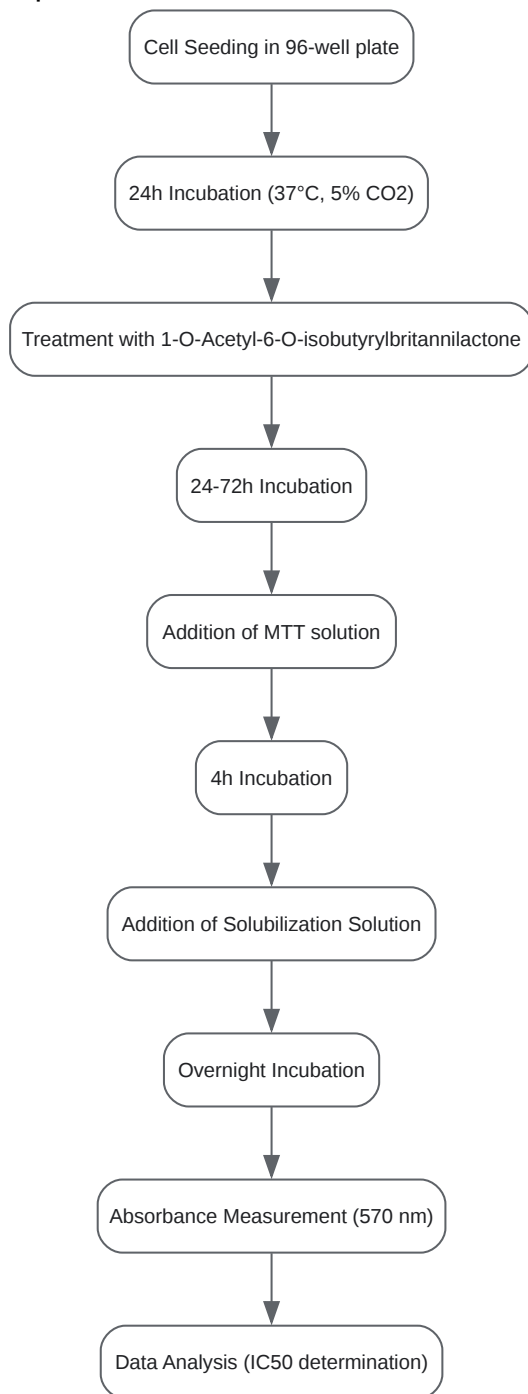 Cell Seeding in 96-well plate
24h Incubation (37°C, 5% CO2)
Treatment with 1-O-Acetyl-6-O-isobutyrylbritannilactone
24-72h Incubation
Addition of MTT solution
4h Incubation
Addition of Solubilization Solution
Overnight Incubation
Absorbance Measurement (570 nm)
Data Analysis (IC50 determination)